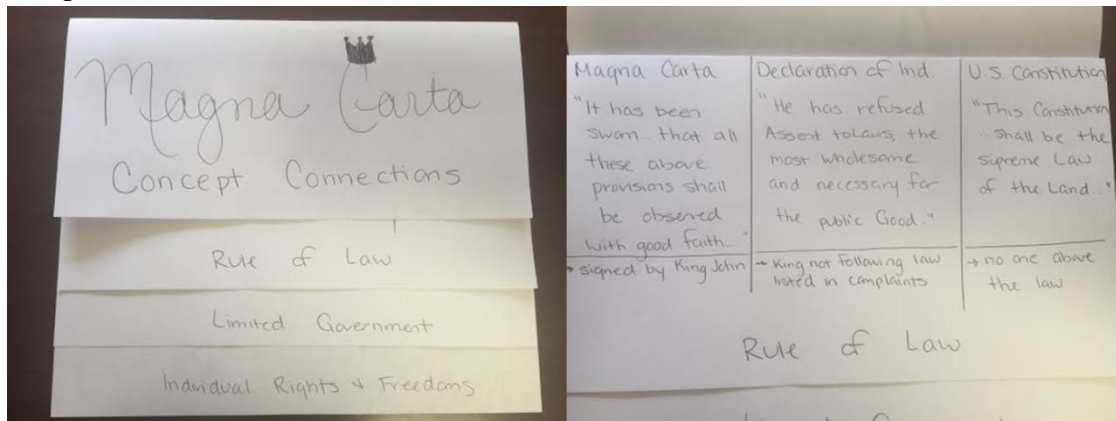 Magna Carta
Concept Connections
Rule of Law
Limited Government
Individual Rights & Freedoms
Magna Carta
"It has been
swan... that all
these above
provisions shall
be observed
with good faith..."
→ signed by King John
Declaration of Ind.
"He has refused
Assent to Laws, the
most wholesome
and necessary for
the public Good."
→ King not following law
listed in complaints
U.S Constitution
"This Constitution
... shall be the
supreme Law
of the Land..."
→ no one above
the law
Rule of Law